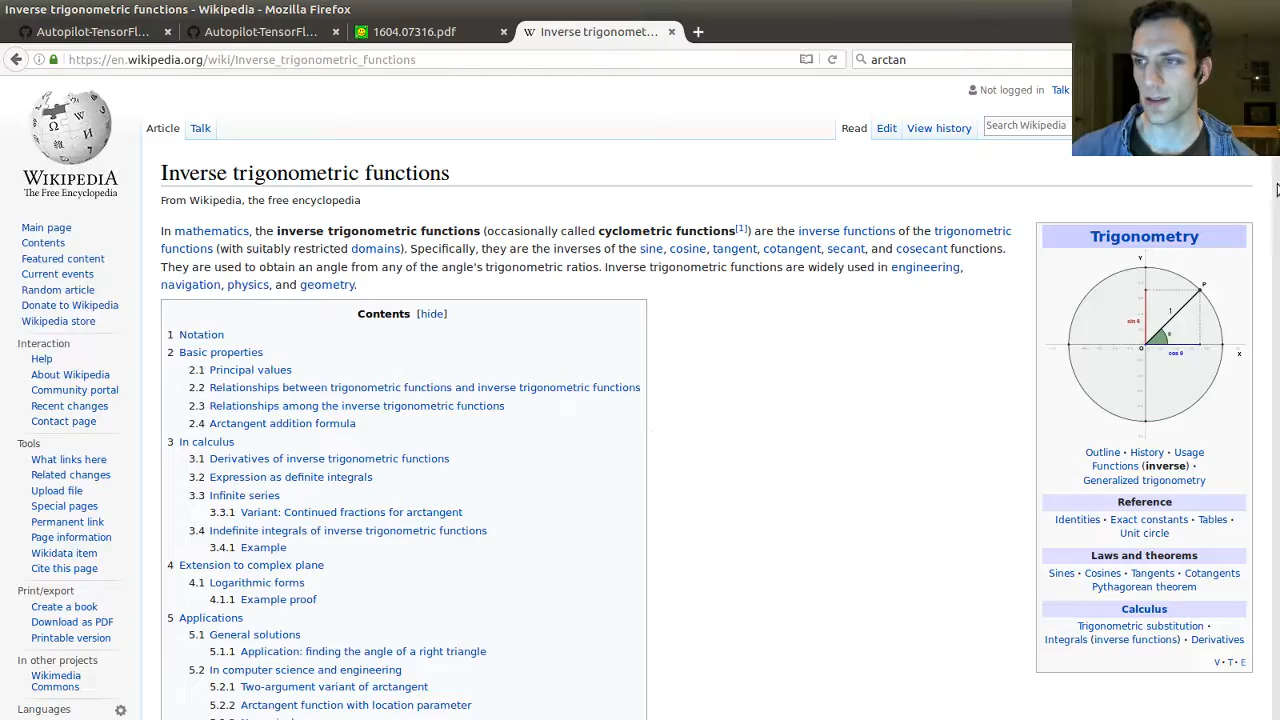 Inverse trigonometric functions - Wikipedia - Mozilla Firefox
Autopilot-TensorFl... × Autopilot-TensorFl... × 1604.07316.pdf × W Inverse trigonomet... ×
https://en.wikipedia.org/wiki/Inverse_trigonometric_functions arctan
Not logged in Talk
Article Talk Read Edit View history Search Wikipedia
WIKIPEDIA
The Free Encyclopedia
Main page
Contents
Featured content
Current events
Random article
Donate to Wikipedia
Wikipedia store
Interaction
Help
About Wikipedia
Community portal
Recent changes
Contact page
Tools
What links here
Related changes
Upload file
Special pages
Permanent link
Page information
Wikidata item
Cite this page
Print/export
Create a book
Download as PDF
Printable version
In other projects
Wikimedia
Commons
Languages
Inverse trigonometric functions
From Wikipedia, the free encyclopedia
In mathematics, the inverse trigonometric functions (occasionally called cyclometric functions[1]) are the inverse functions of the trigonometric
functions (with suitably restricted domains). Specifically, they are the inverses of the sine, cosine, tangent, cotangent, secant, and cosecant functions.
They are used to obtain an angle from any of the angle's trigonometric ratios. Inverse trigonometric functions are widely used in engineering,
navigation, physics, and geometry.
Contents [hide]
1 Notation
2 Basic properties
2.1 Principal values
2.2 Relationships between trigonometric functions and inverse trigonometric functions
2.3 Relationships among the inverse trigonometric functions
2.4 Arctangent addition formula
3 In calculus
3.1 Derivatives of inverse trigonometric functions
3.2 Expression as definite integrals
3.3 Infinite series
3.3.1 Variant: Continued fractions for arctangent
3.4 Indefinite integrals of inverse trigonometric functions
3.4.1 Example
4 Extension to complex plane
4.1 Logarithmic forms
4.1.1 Example proof
5 Applications
5.1 General solutions
5.1.1 Application: finding the angle of a right triangle
5.2 In computer science and engineering
5.2.1 Two-argument variant of arctangent
5.2.2 Arctangent function with location parameter
Trigonometry
Y
P
1
sin θ
θ
O
X
cos θ
Outline • History • Usage
Functions (inverse) •
Generalized trigonometry
Reference
Identities • Exact constants • Tables •
Unit circle
Laws and theorems
Sines • Cosines • Tangents • Cotangents
Pythagorean theorem
Calculus
Trigonometric substitution •
Integrals (inverse functions) • Derivatives
V • T • E